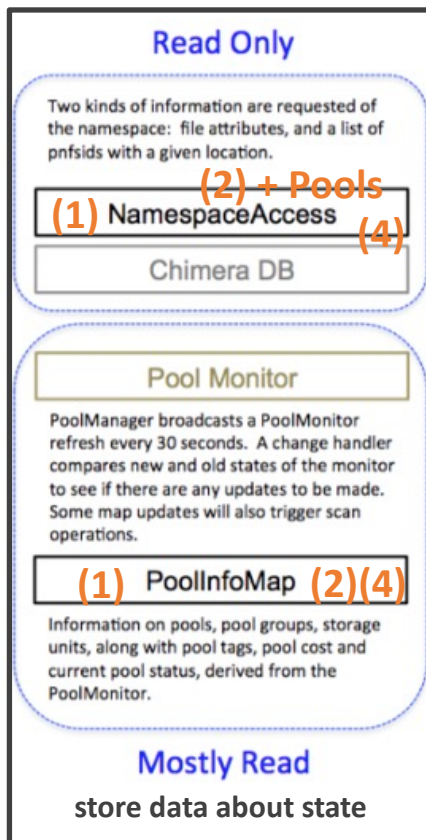 Read Only
Two kinds of information are requested of
the namespace: file attributes, and a list of
pnfsids with a given location.
(2) + Pools
(1) NamespaceAccess
(4)
Chimera DB
Pool Monitor
PoolManager broadcasts a PoolMonitor
refresh every 30 seconds. A change handler
compares new and old states of the monitor
to see if there are any updates to be made.
Some map updates will also trigger scan
operations.
(1) PoolInfoMap (2)(4)
Information on pools, pool groups, storage
units, along with pool tags, pool cost and
current pool status, derived from the
PoolMonitor.
Mostly Read
store data about state